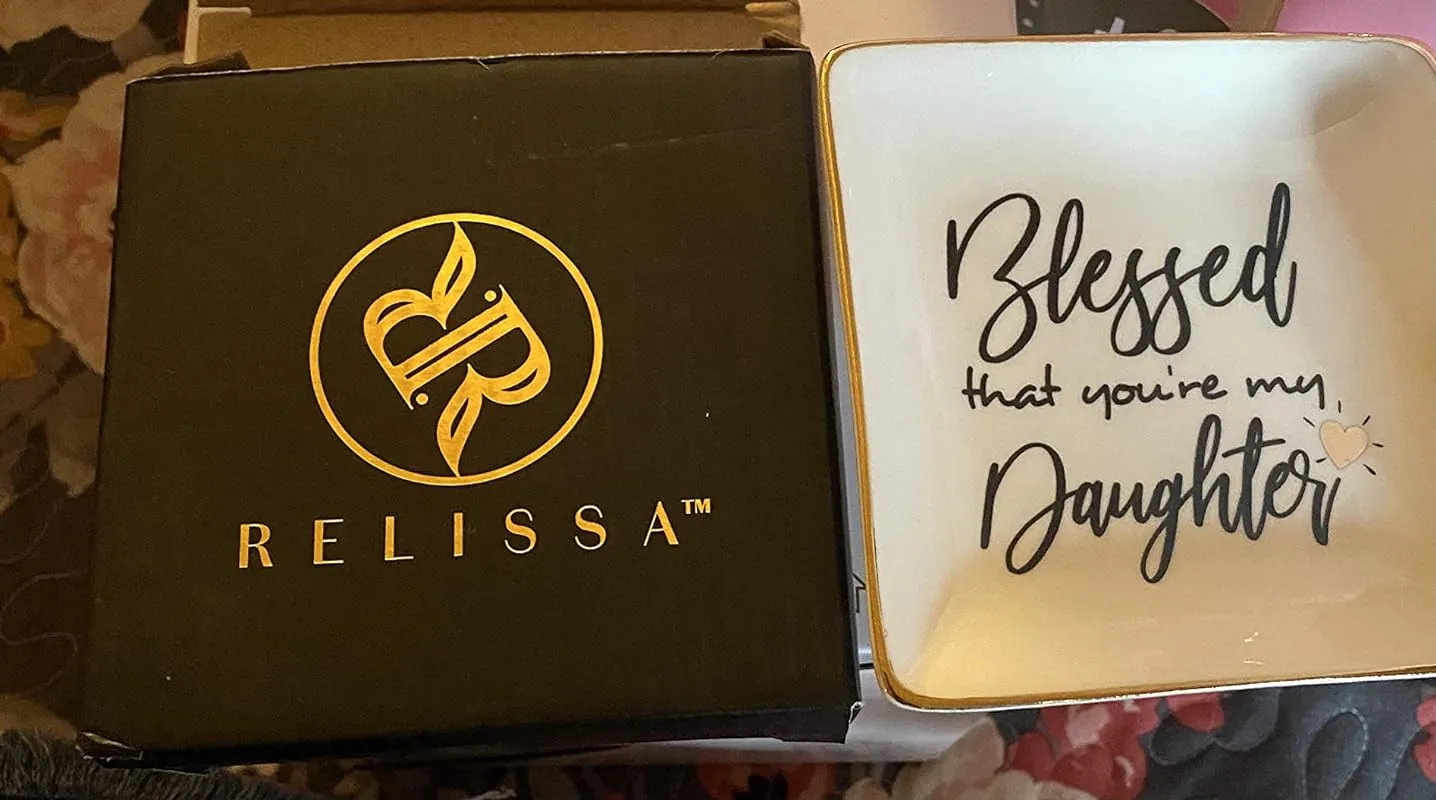 RELISSA™
Blessed
that you're my
Daughter